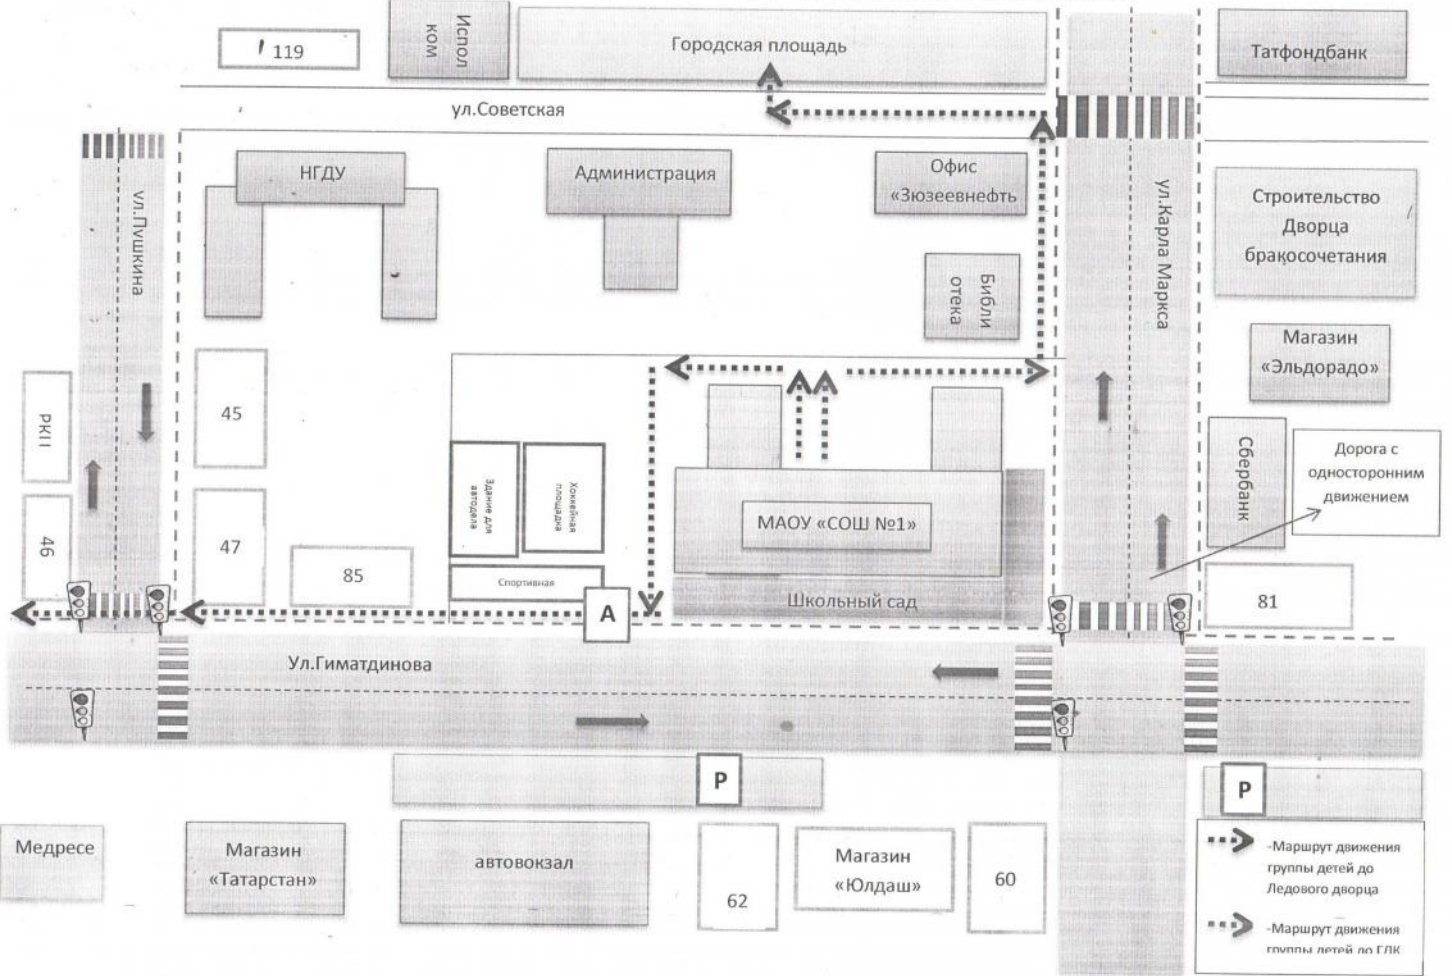 119
Испол
ком
Городская площадь
Татфондбанк
ул.Советская
ул.Пушкина
НГДУ
Администрация
Офис
«Зюзеевнефть
ул.Карла Маркса
Строительство
Дворца
бракосочетания
Библи
отека
Магазин
«Эльдорадо»
РКЦ
45
Здание для
автодела
Хоккейная
площадка
МАОУ «СОШ №1»
Сбербанк
Дорога с
односторонним
движением
46
47
85
Спортивная
А
Школьный сад
81
Ул.Гиматдинова
Р
Р
Медресе
Магазин
«Татарстан»
автовокзал
62
Магазин
«Юлдаш»
60
-Маршрут движения
группы детей до
Ледового дворца
-Маршрут движения
группы детей до ГДК